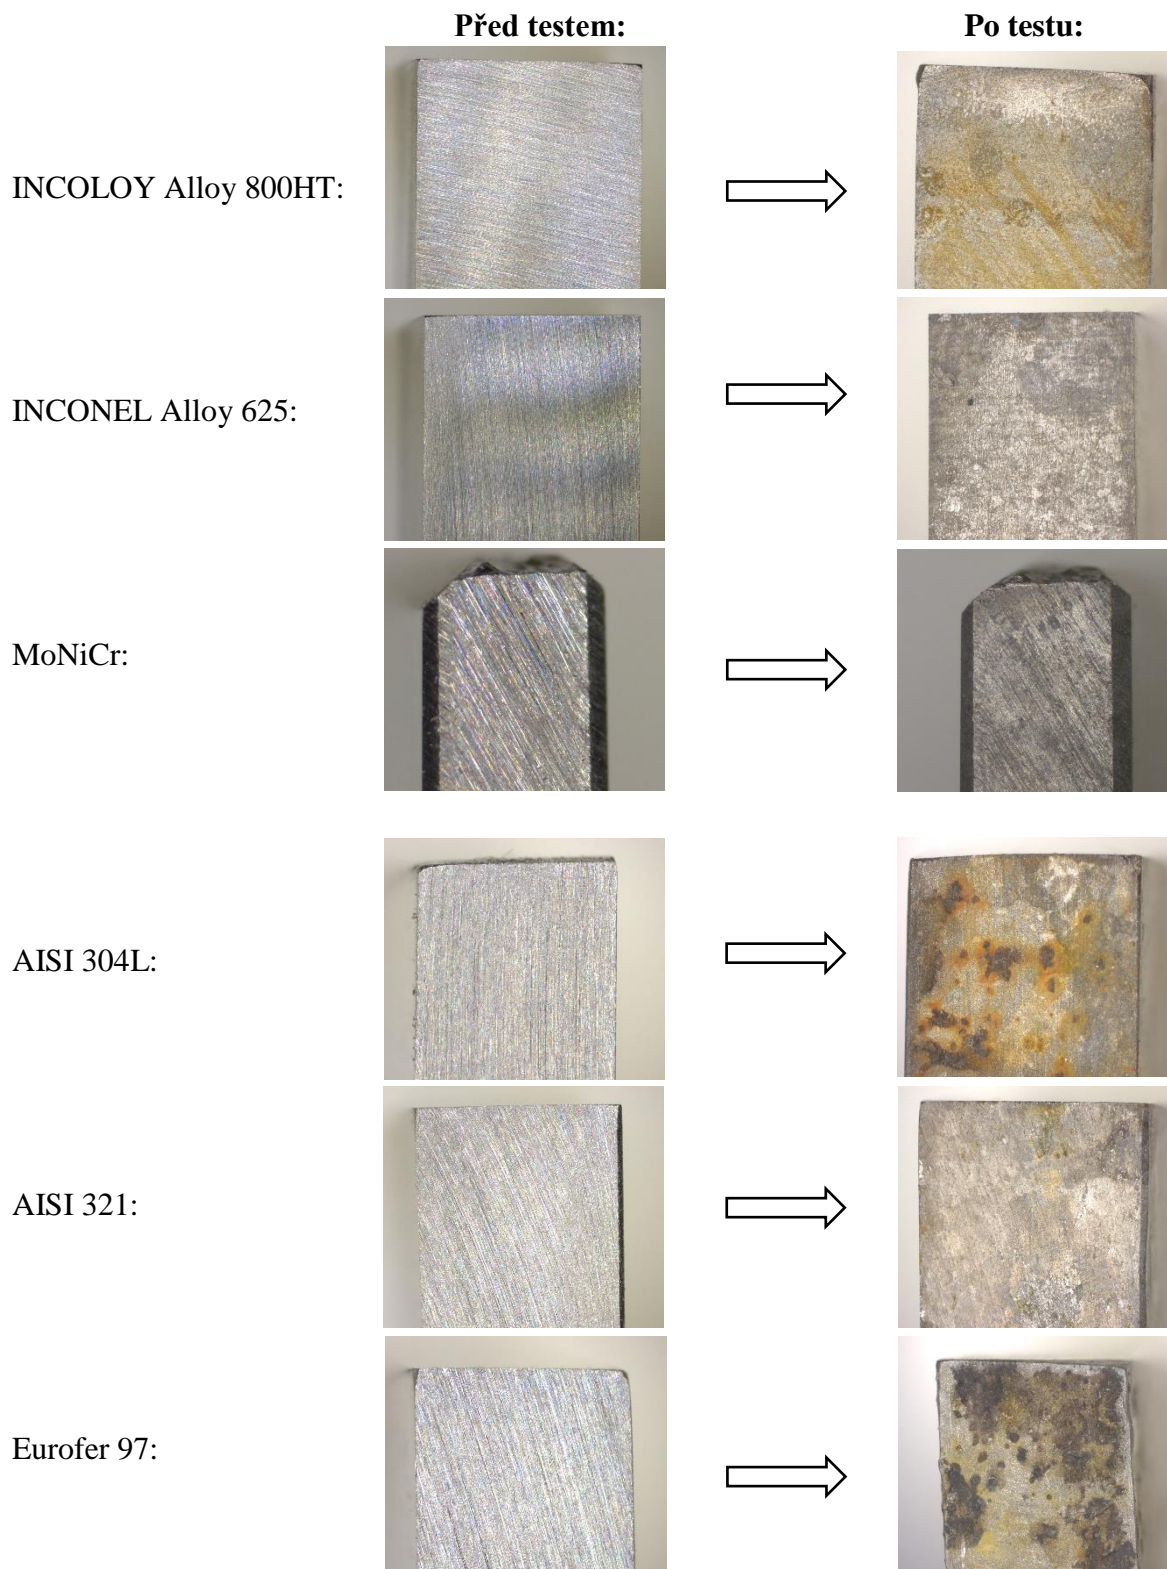 Před testem:
Po testu:
INCOLOY Alloy 800HT:
INCONEL Alloy 625:
MoNiCr:
AISI 304L:
AISI 321:
Eurofer 97: